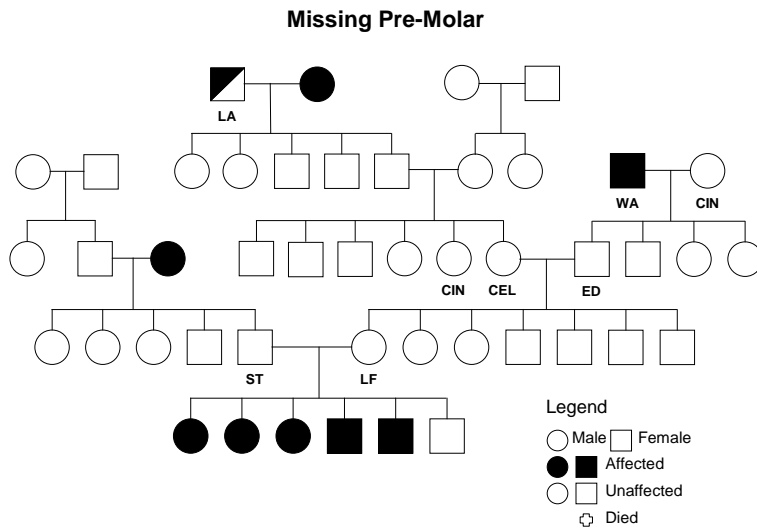 Missing Pre-Molar
LA
WA CIN
CIN CEL ED
ST LF
Legend
Male Female
Affected
Unaffected
Died